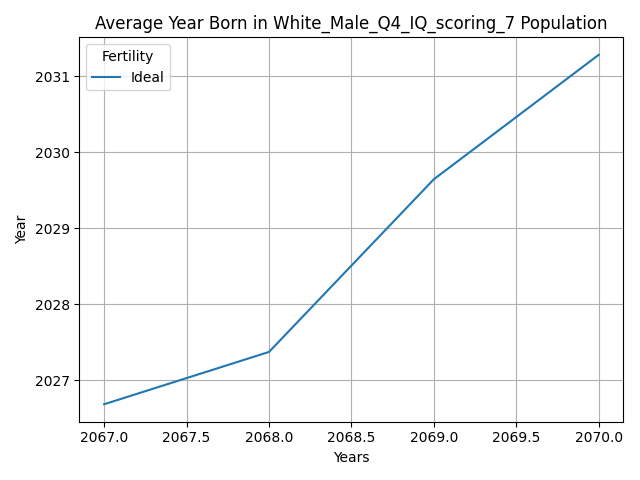 Average Year Born in White_Male_Q4_IQ_scoring_7 Population
Fertility
Ideal
2031
2030
2029
2028
2027
Year
2067.0 2067.5 2068.0 2068.5 2069.0 2069.5 2070.0
Years